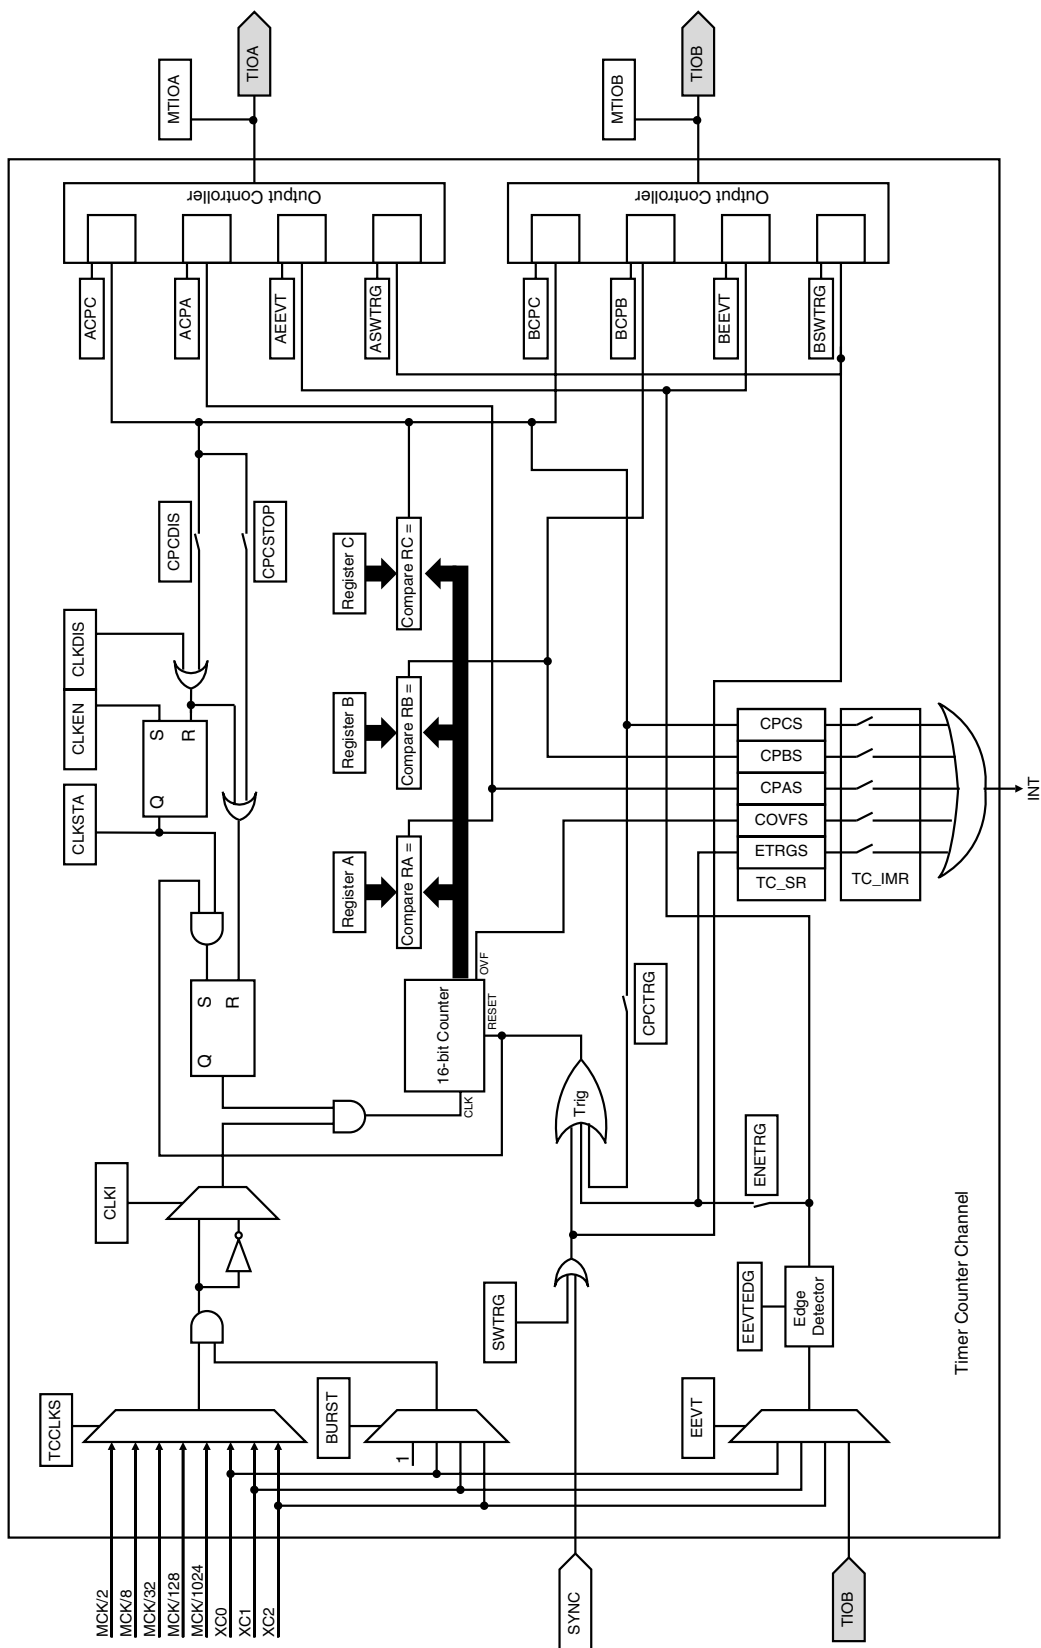 TCCLKS
MCK/2
MCK/8
MCK/32
MCK/128
MCK/1024
XC0
XC1
XC2
CLKI
CLKSTA
CLKEN
CLKDIS
Q
S
R
Q
S
R
CPCDIS
CPCSTOP
ACPC
ACPA
AEEVT
ASWTRG
Output Controller
MTIOA
TIOA
BURST
1
Register A
Register B
Register C
Compare RA =
Compare RB =
Compare RC =
16-bit Counter
CLK
RESET
OVF
SWTRG
SYNC
Trig
CPCTRG
BCPC
BCPB
BEEVT
BSWTRG
Output Controller
MTIOB
TIOB
EEVT
EEVTEDG
Edge
Detector
ENETRG
TIOB
CPCS
CPBS
CPAS
COVFS
ETRGS
TC_SR
TC_IMR
INT
Timer Counter Channel